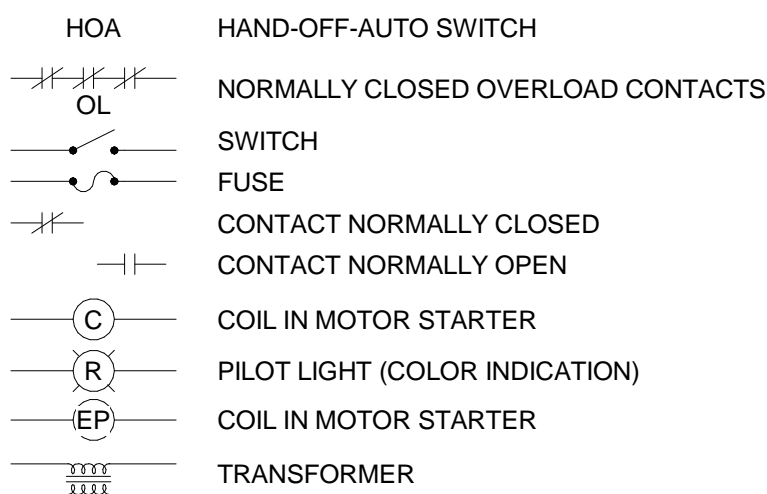 HOA HAND-OFF-AUTO SWITCH
NORMALLY CLOSED OVERLOAD CONTACTS
OL
SWITCH
FUSE
CONTACT NORMALLY CLOSED
CONTACT NORMALLY OPEN
C COIL IN MOTOR STARTER
R PILOT LIGHT (COLOR INDICATION)
EP COIL IN MOTOR STARTER
TRANSFORMER